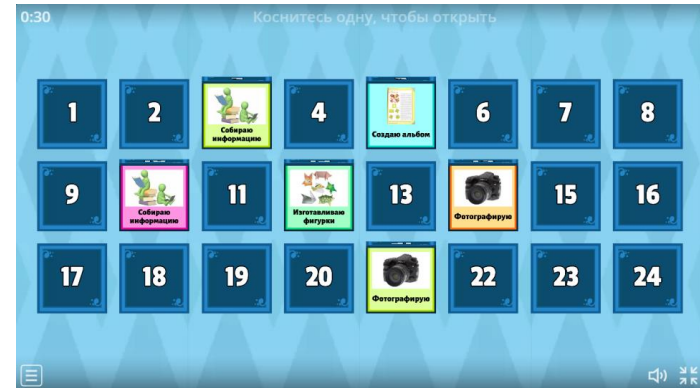 0:30
Коснитесь одну, чтобы открыть
1
2
Собираю
информацию
4
Создаю альбом
6
7
8
9
Собираю
информацию
11
Изготавливаю
фигурки
13
Фотографирую
15
16
17
18
19
20
Фотографирую
22
23
24